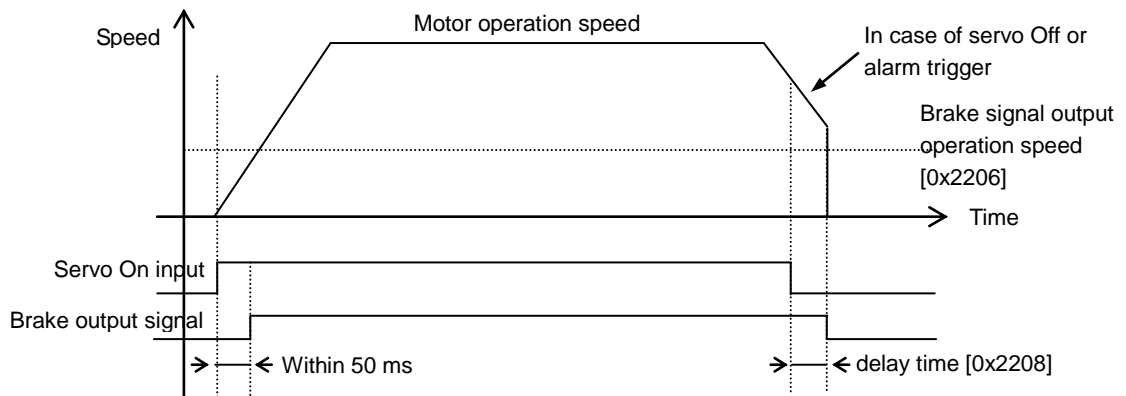 Speed
Motor operation speed
In case of servo Off or
alarm trigger
Brake signal output
operation speed
[0x2206]
Time
Servo On input
Brake output signal
Within 50 ms
delay time [0x2208]